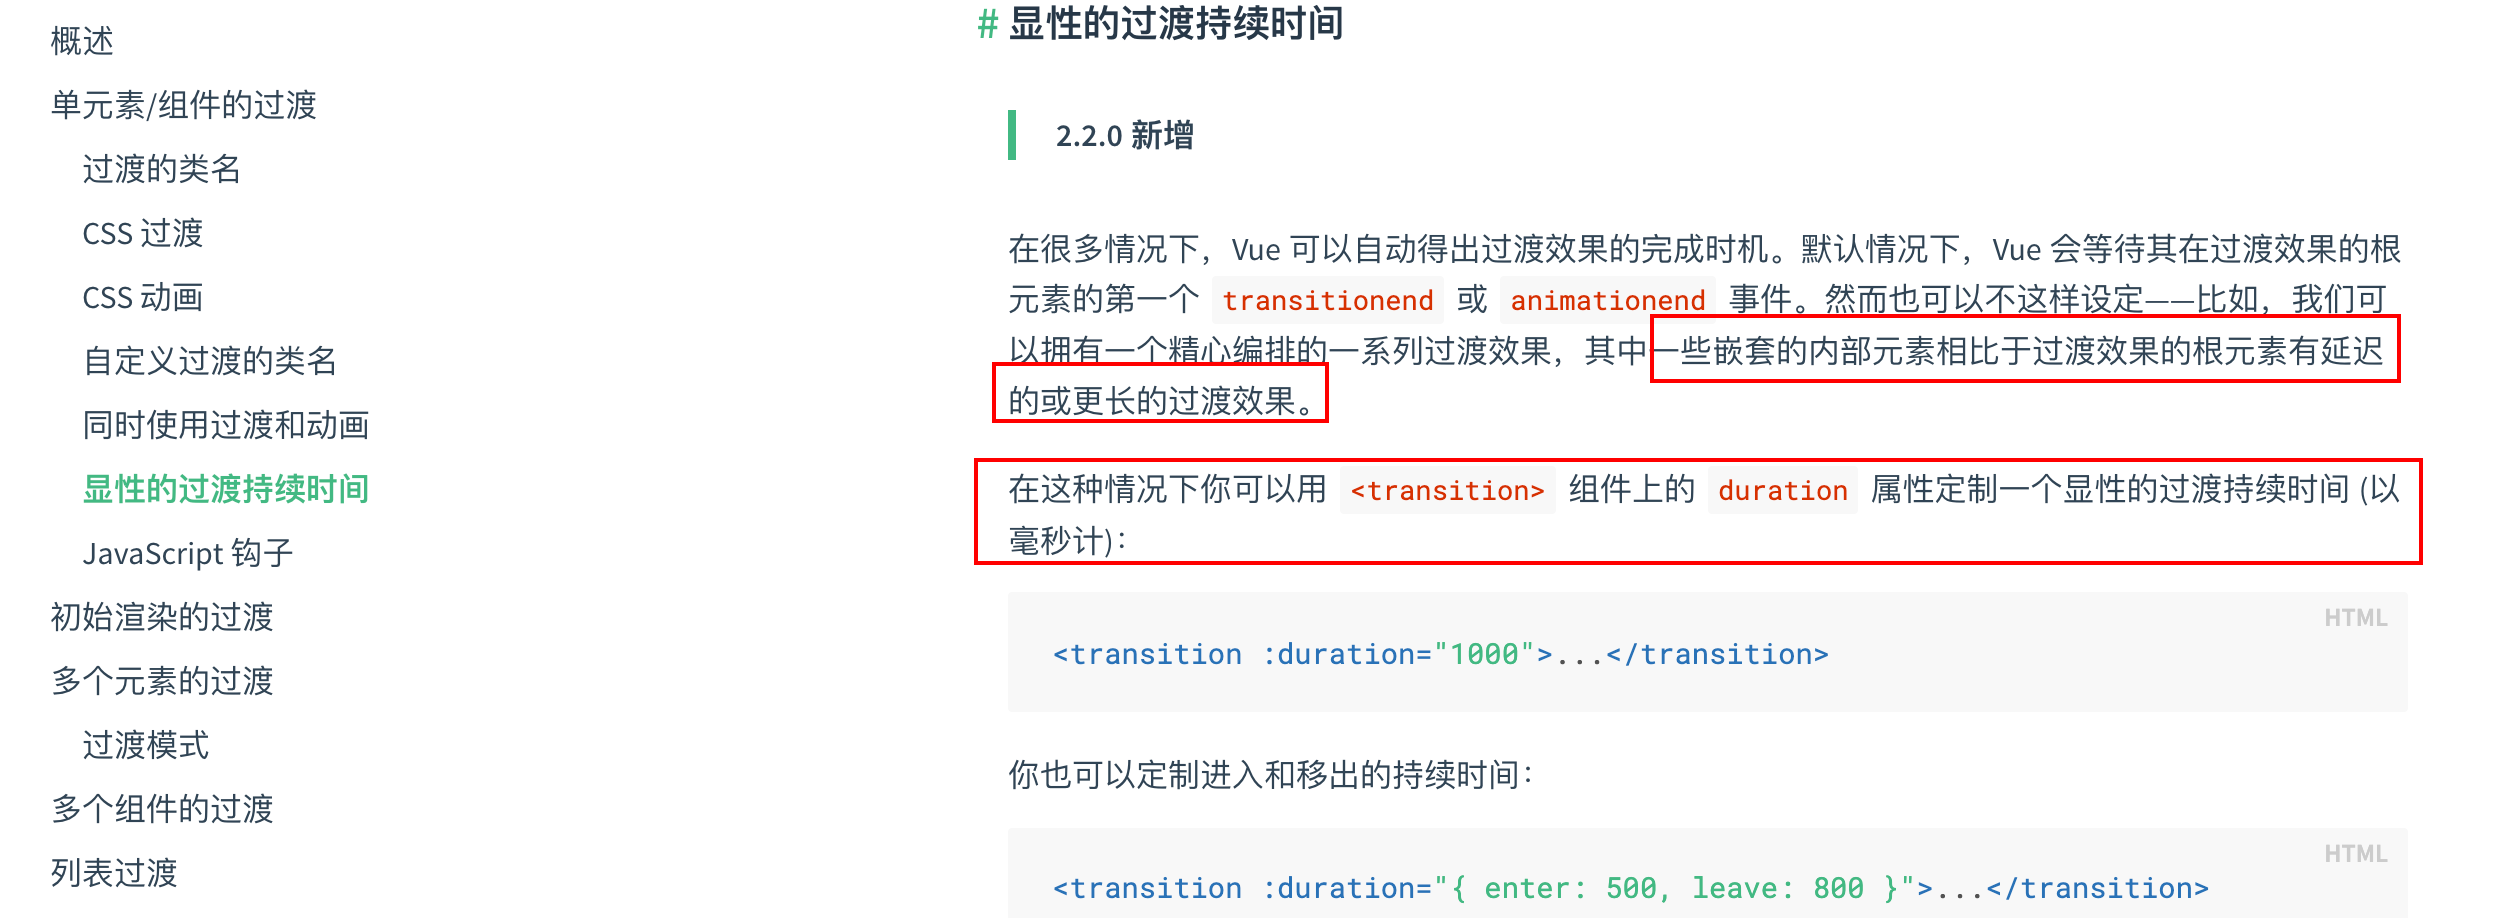 概述
单元素/组件的过渡
过渡的类名
CSS 过渡
CSS 动画
自定义过渡的类名
同时使用过渡和动画
显性的过渡持续时间
JavaScript 钩子
初始渲染的过渡
多个元素的过渡
过渡模式
多个组件的过渡
列表过渡
# 显性的过渡持续时间
2.2.0 新增
在很多情况下，Vue 可以自动得出过渡效果的完成时机。默认情况下，Vue 会等待其在过渡效果的根
元素的第一个 transitionend 或 animationend 事件。然而也可以不这样设定——比如，我们可
以拥有一个精心编排的一系列过渡效果，其中一些嵌套的内部元素相比于过渡效果的根元素有延迟
的或更长的过渡效果。
在这种情况下你可以用 <transition> 组件上的 duration 属性定制一个显性的过渡持续时间 (以
毫秒计)：
HTML
<transition :duration="1000">...</transition>
你也可以定制进入和移出的持续时间：
HTML
<transition :duration="{ enter: 500, leave: 800 }">...</transition>